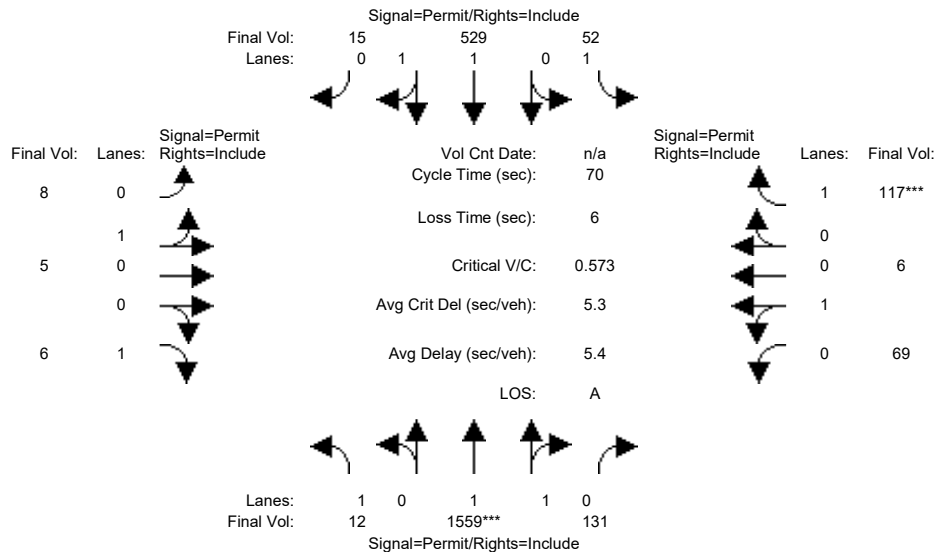 Signal=Permit/Rights=Include
Final Vol: 15 529 52
Lanes: 0 1 1 0 1
Signal=Permit Signal=Permit
Final Vol: Lanes: Rights=Include Vol Cnt Date: n/a Rights=Include Lanes: Final Vol:
Cycle Time (sec): 70
8 0 1 117***
Loss Time (sec): 6
1 0
5 0 Critical V/C: 0.573 0 6
0 Avg Crit Del (sec/veh): 5.3 1
6 1 Avg Delay (sec/veh): 5.4 0 69
LOS: A
Lanes: 1 0 1 1 0
Final Vol: 12 1559*** 131
Signal=Permit/Rights=Include